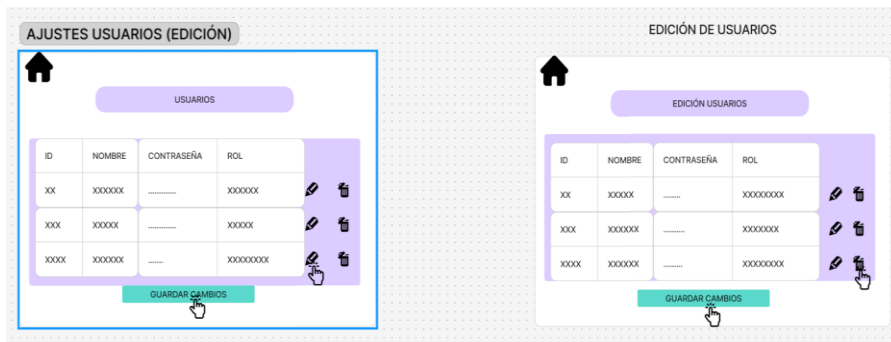 AJUSTES USUARIOS (EDICIÓN)
USUARIOS
ID NOMBRE CONTRASEÑA ROL
XX XXXXXX ............. XXXXXX
XXX XXXXX ............. XXXXX
XXXX XXXXXX ....... XXXXXXXX
GUARDAR CAMBIOS
EDICIÓN DE USUARIOS
EDICIÓN USUARIOS
ID NOMBRE CONTRASEÑA ROL
XX XXXXX ........ XXXXXXXX
XXX XXXXXX .......... XXXXXXX
XXXX XXXXXX ......... XXXXXXXX
GUARDAR CAMBIOS